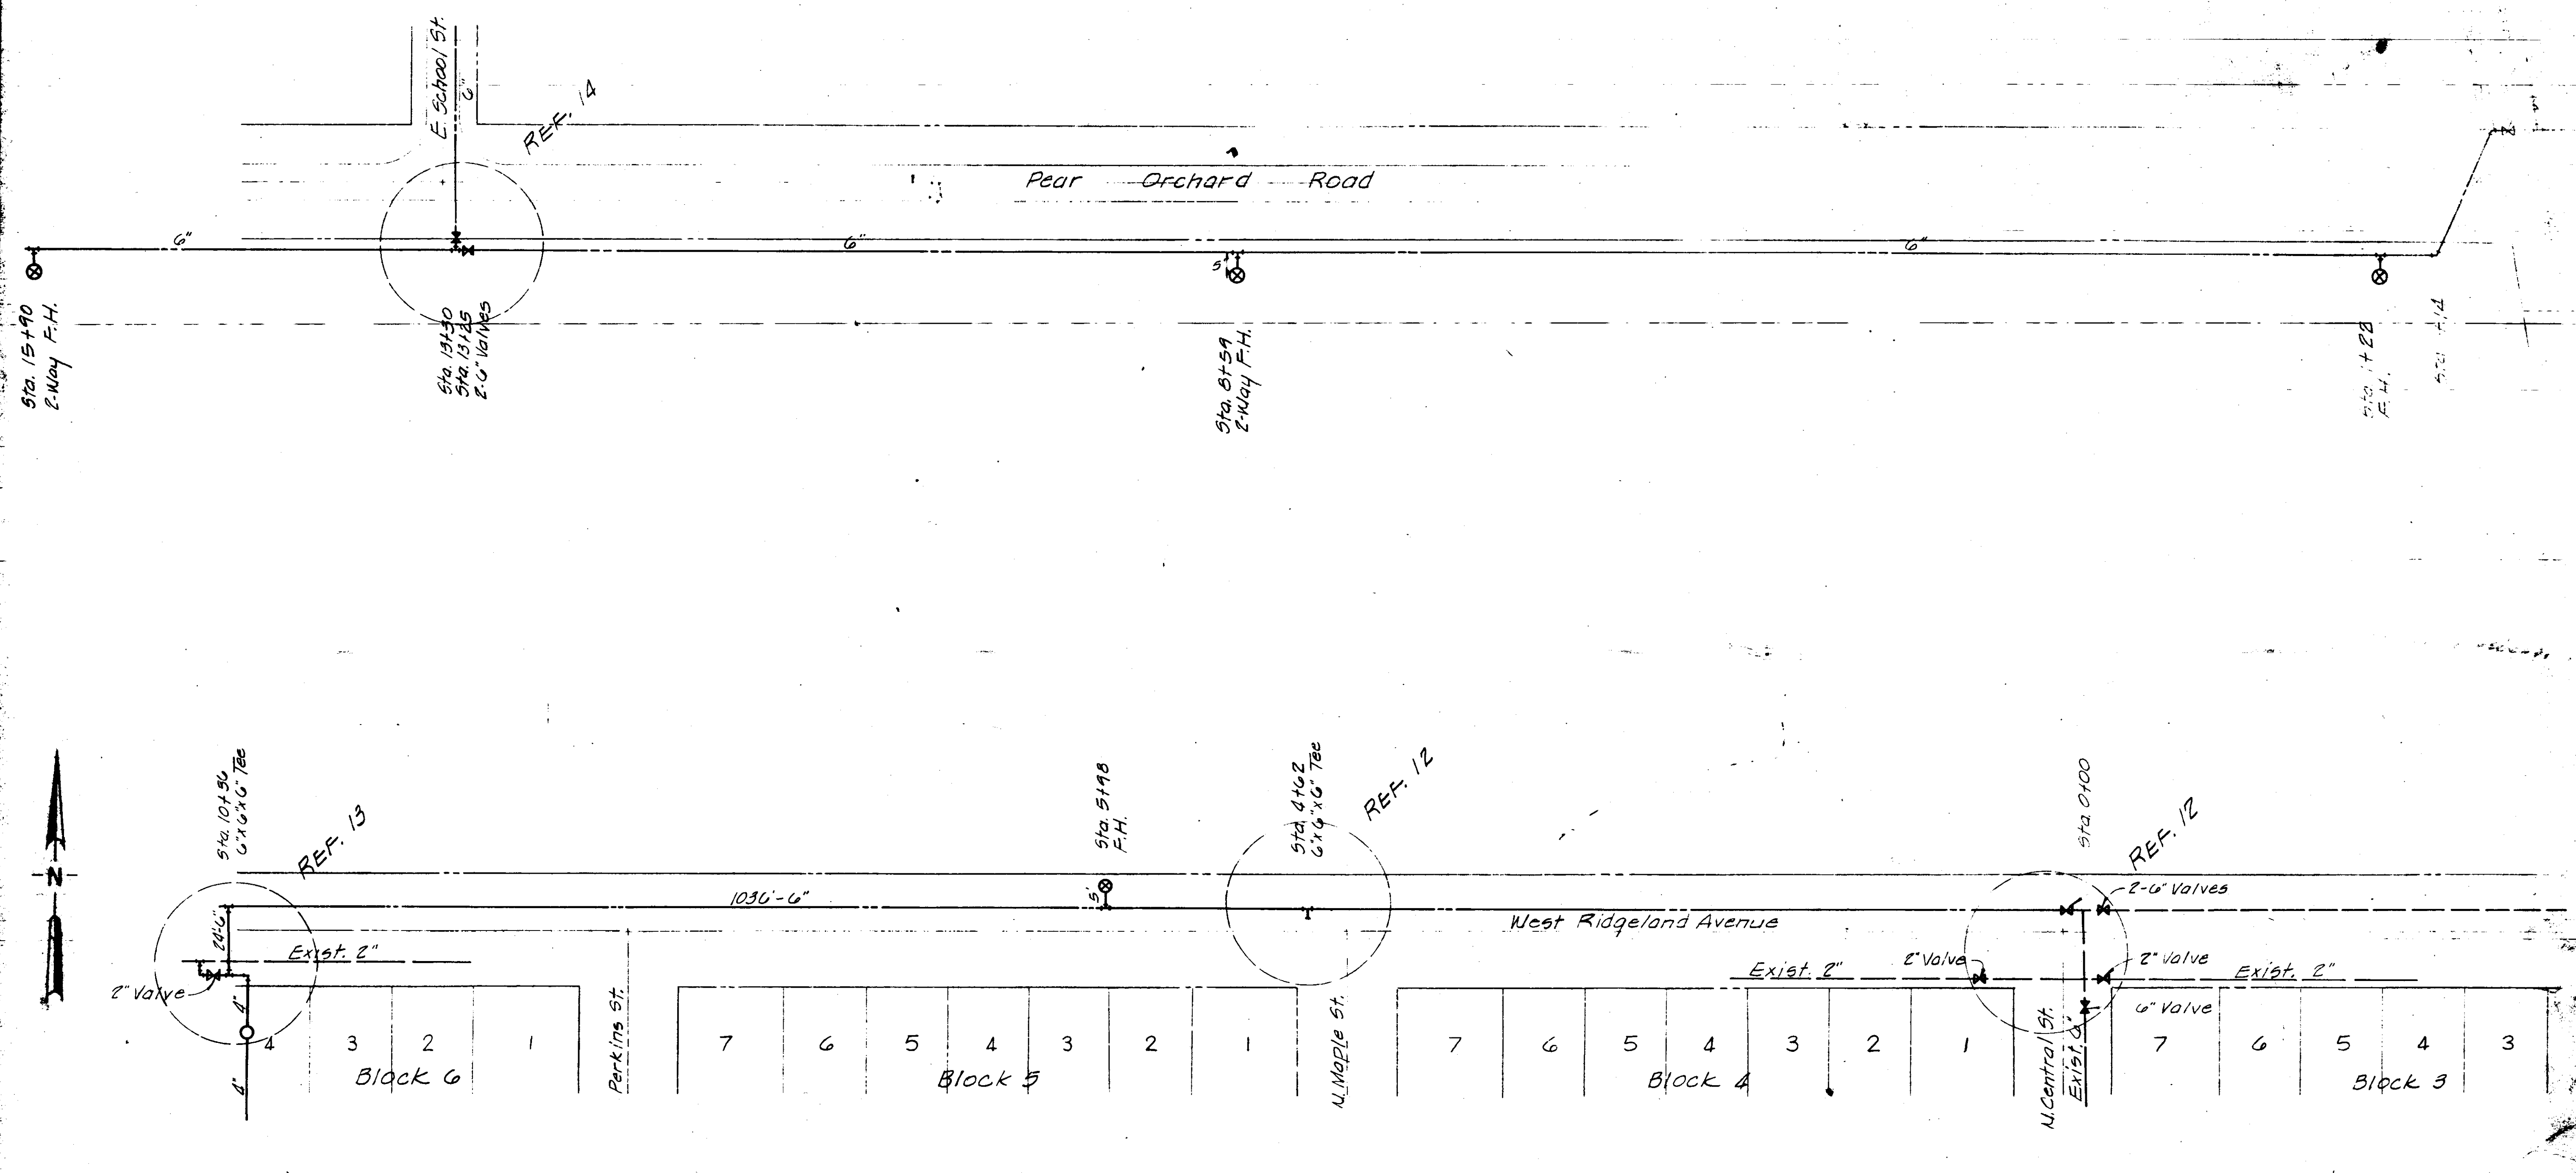 E. School St.
6"
REF. 14
Pear Orchard Road
6"
6"
6"
5'
Sta. 15+90
2-Way F.H.
Sta. 13+30
Sta. 13+25
2-6" Valves
Sta. 8+59
2-Way F.H.
Sta. 1+28
F.H.
N
Sta. 10+36
6"x6"x6" Tee
REF. 13
Sta. 5+98
F.H.
Sta. 4+62
6"x6"x6" Tee
REF. 12
Sta. 0+00
REF. 12
2-6" Valves
1036'-6"
5'
West Ridgeland Avenue
24'-6"
Exist. 2"
2" Valve
4"
4"
Exist. 2"
2" Valve
2" Valve
Exist. 2"
6" Valve
4 3 2 1
Block 6
Perkins St.
7 6 5 4 3 2 1
Block 5
N. Maple St.
7 6 5 4 3 2 1
Block 4
N. Central St.
Exist. 6"
7 6 5 4 3
Block 3